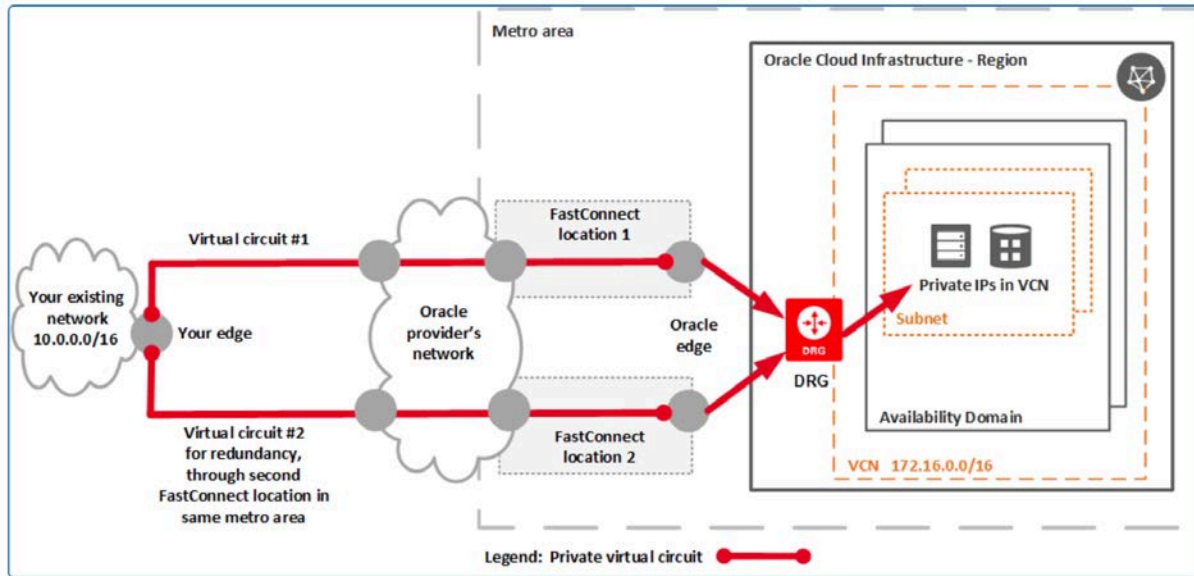 Metro area
Oracle Cloud Infrastructure - Region
FastConnect
location 1
Virtual circuit #1
Your existing
network
10.0.0.0/16
Your edge
Oracle
provider's
network
Oracle
edge
DRG
DRG
Private IPs in VCN
Subnet
Availability Domain
VCN 172.16.0.0/16
FastConnect
location 2
Virtual circuit #2
for redundancy,
through second
FastConnect location in
same metro area
Legend: Private virtual circuit